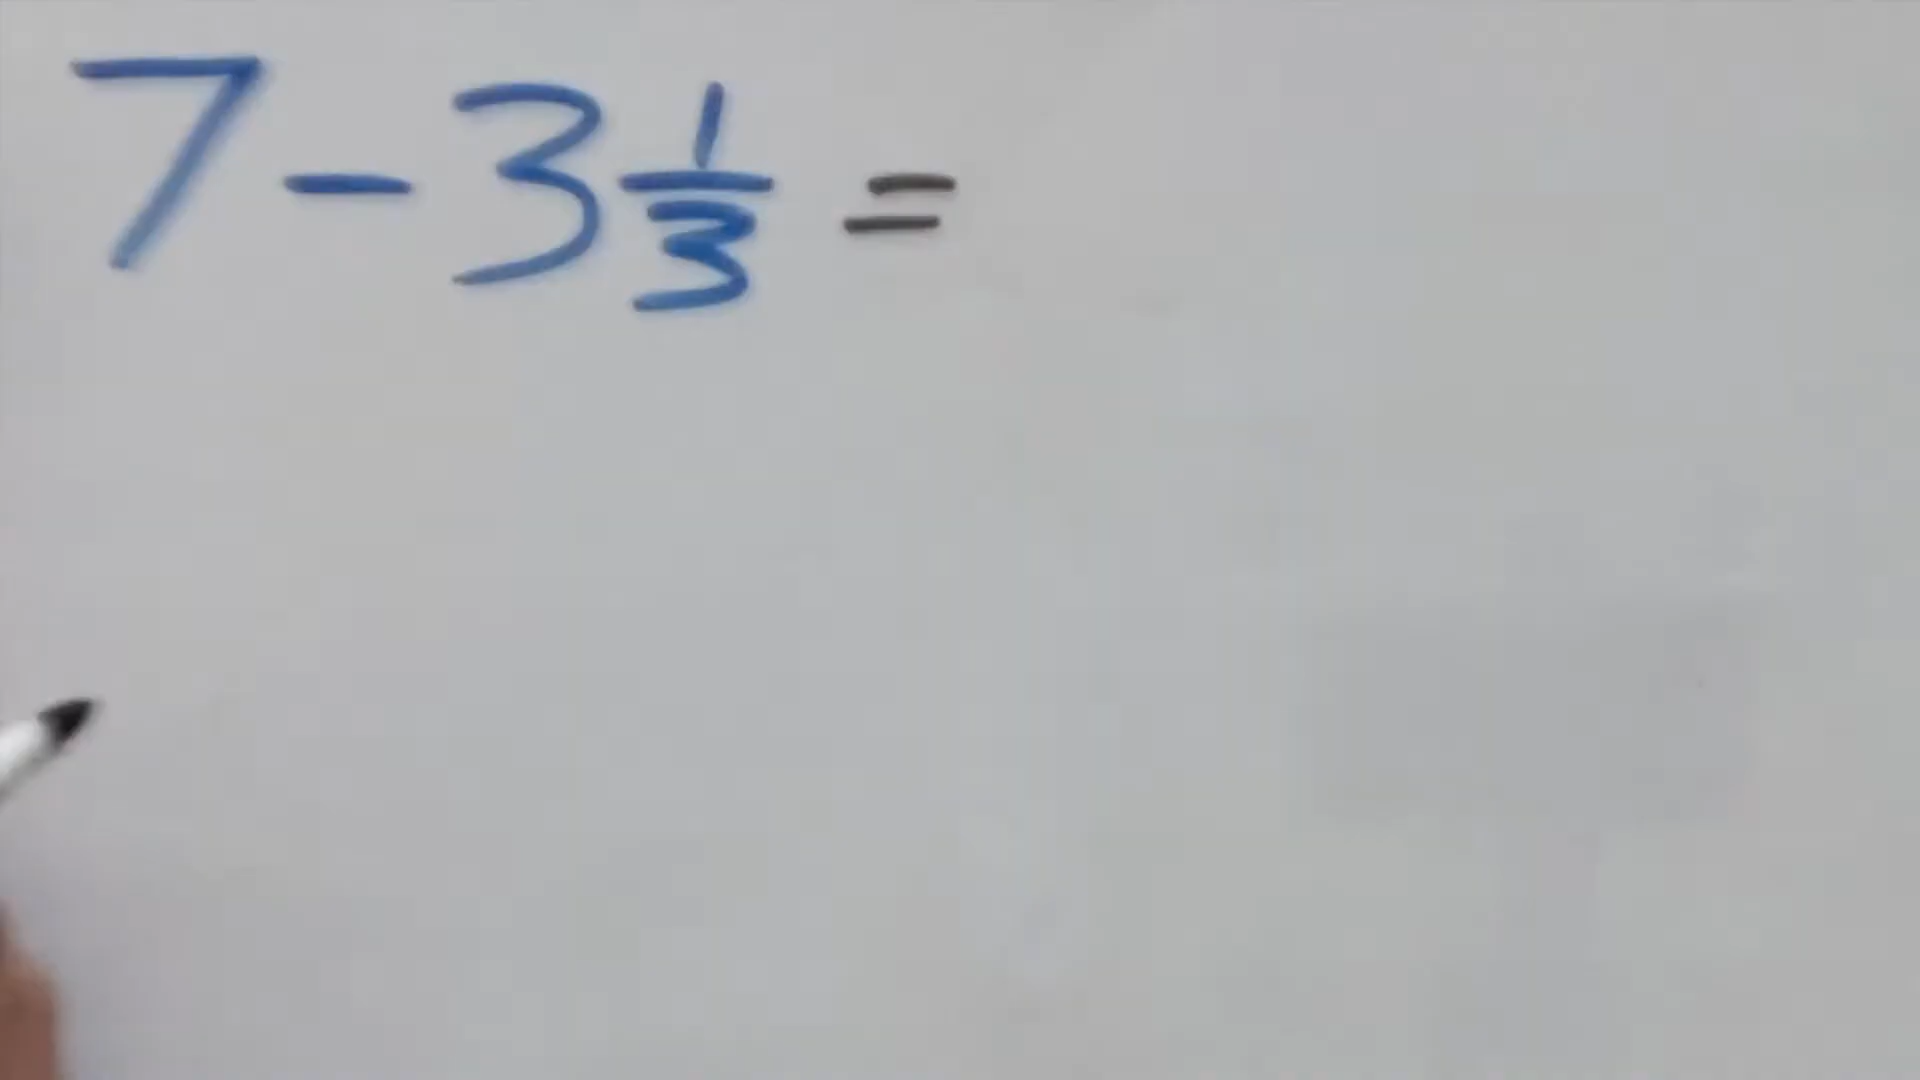 7 - 3 1/3 =